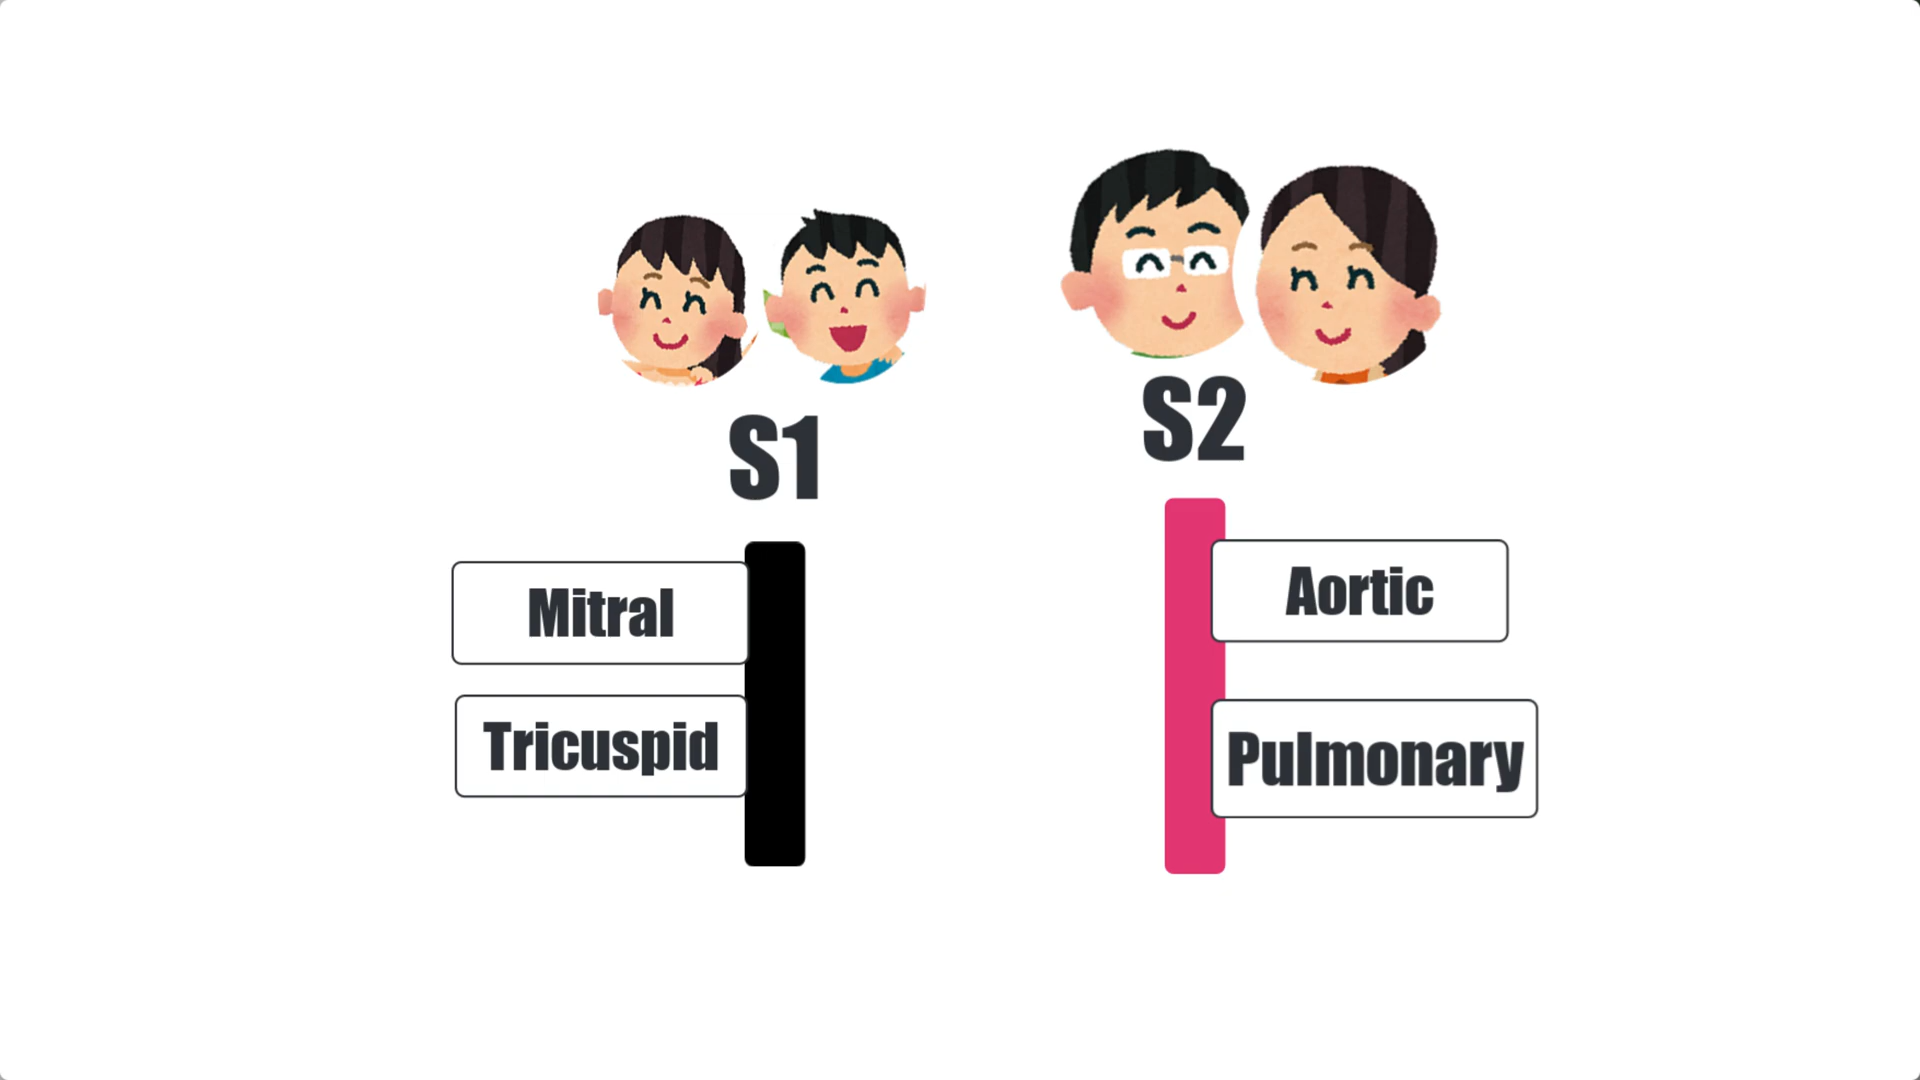 S1
S2
Mitral
Tricuspid
Aortic
Pulmonary